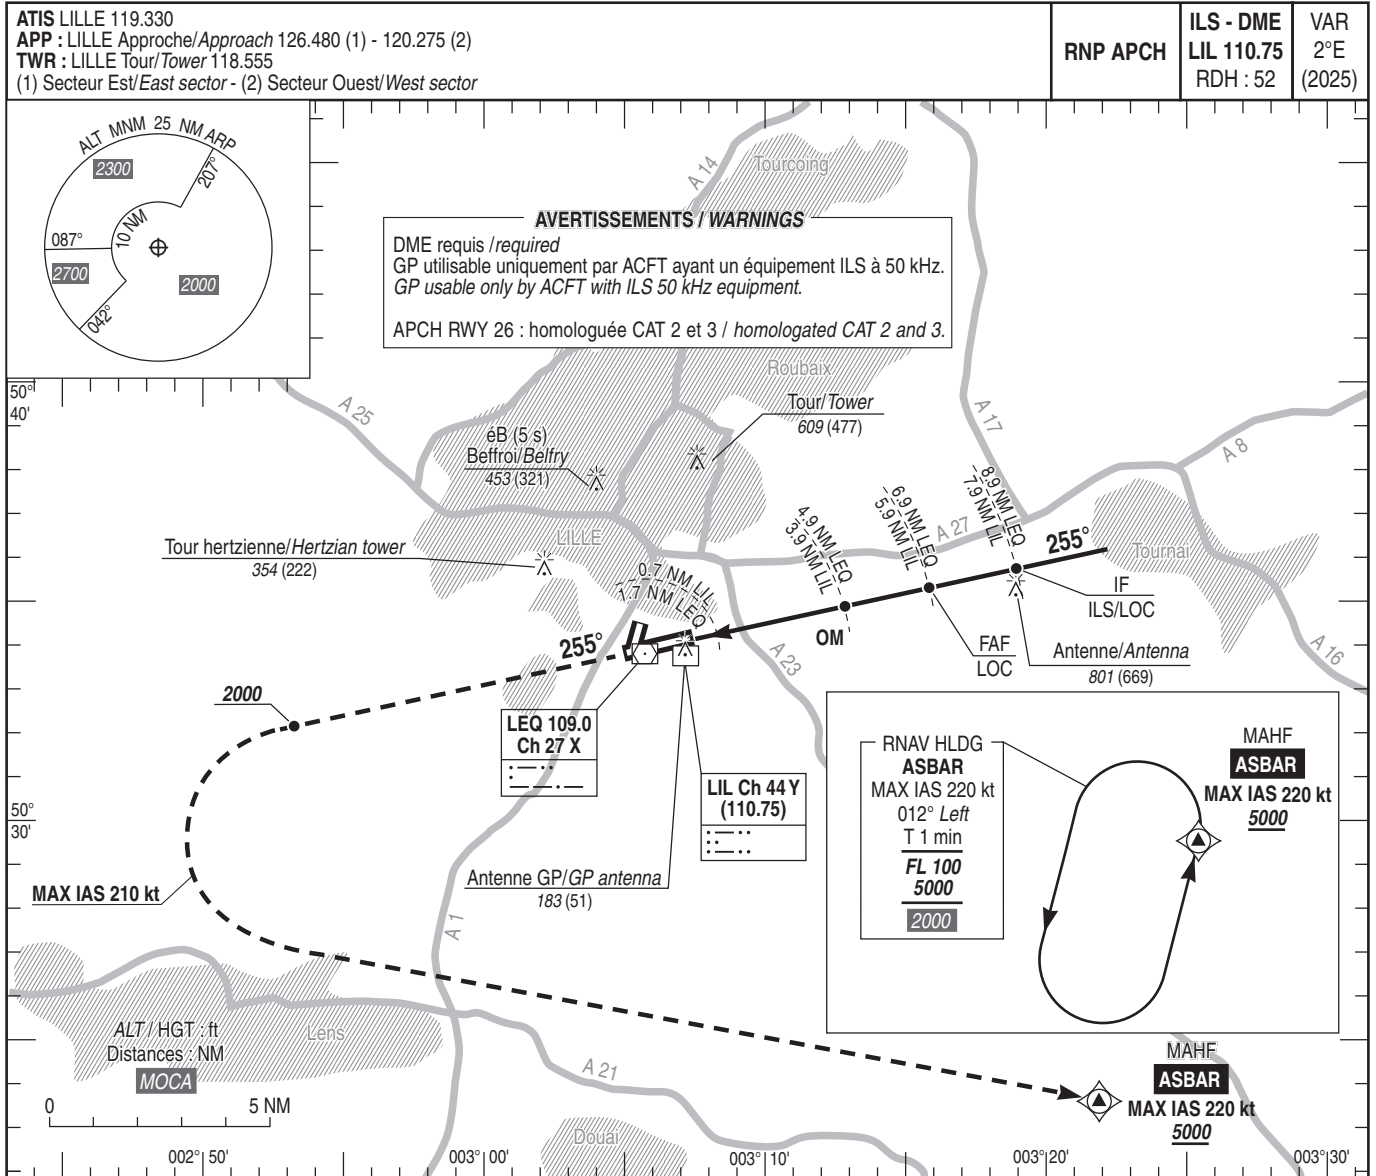 ATIS LILLE 119.330
APP : LILLE Approche/Approach 126.480 (1) - 120.275 (2)
TWR : LILLE Tour/Tower 118.555
(1) Secteur Est/East sector - (2) Secteur Ouest/West sector
RNP APCH
ILS - DME
LIL 110.75
RDH : 52
VAR
2°E
(2025)
ALT MNM 25 NM ARP
2300
207°
10 NM
087°
2700
2000
042°
A 14
Tourcoing
AVERTISSEMENTS / WARNINGS
DME requis /required
GP utilisable uniquement par ACFT ayant un équipement ILS à 50 kHz.
GP usable only by ACFT with ILS 50 kHz equipment.
APCH RWY 26 : homologuée CAT 2 et 3 / homologated CAT 2 and 3.
50°
40'
A 25
Roubaix
Tour/Tower
609 (477)
A 17
A 8
éB (5 s)
Beffroi/Belfry
453 (321)
LILLE
Tour hertzienne/Hertzian tower
354 (222)
4.9 NM LEQ
3.9 NM LIL
6.9 NM LEQ
5.9 NM LIL
8.9 NM LEQ
7.9 NM LIL
A 27
255°
Tournai
0.7 NM LIL
1.7 NM LEQ
IF
ILS/LOC
OM
255°
FAF
LOC
A 23
Antenne/Antenna
801 (669)
A 16
2000
LEQ 109.0
Ch 27 X
LIL Ch 44 Y
(110.75)
RNAV HLDG
ASBAR
MAX IAS 220 kt
012° Left
T 1 min
FL 100
5000
2000
MAHF
ASBAR
MAX IAS 220 kt
5000
50°
30'
MAX IAS 210 kt
Antenne GP/GP antenna
183 (51)
A 1
ALT / HGT : ft
Distances : NM
MOCA
Lens
0
5 NM
A 21
Douai
MAHF
ASBAR
MAX IAS 220 kt
5000
002° 50'
003° 00'
003° 10'
003° 20'
003° 30'